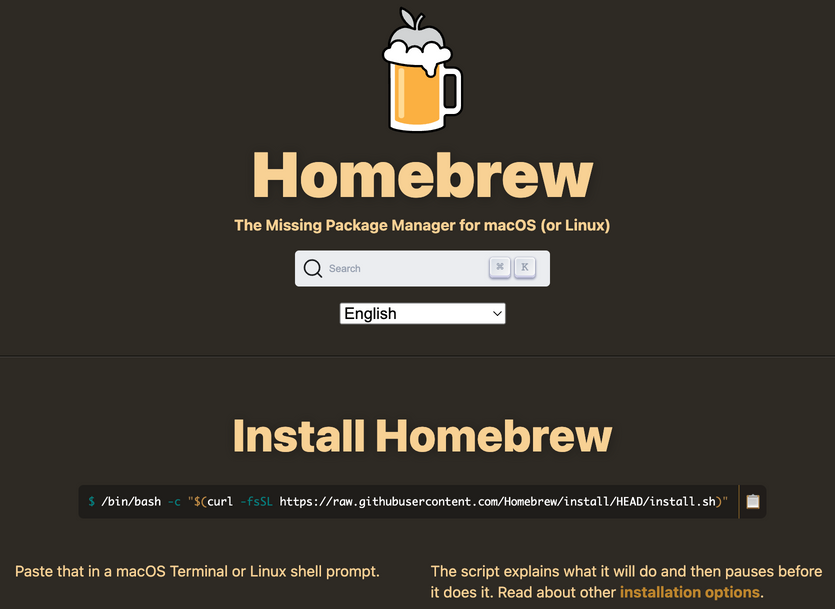 Homebrew
The Missing Package Manager for macOS (or Linux)
Search ⌘ K
English
Install Homebrew
$ /bin/bash -c "$(curl -fsSL https://raw.githubusercontent.com/Homebrew/install/HEAD/install.sh)"
Paste that in a macOS Terminal or Linux shell prompt.
The script explains what it will do and then pauses before
it does it. Read about other installation options.